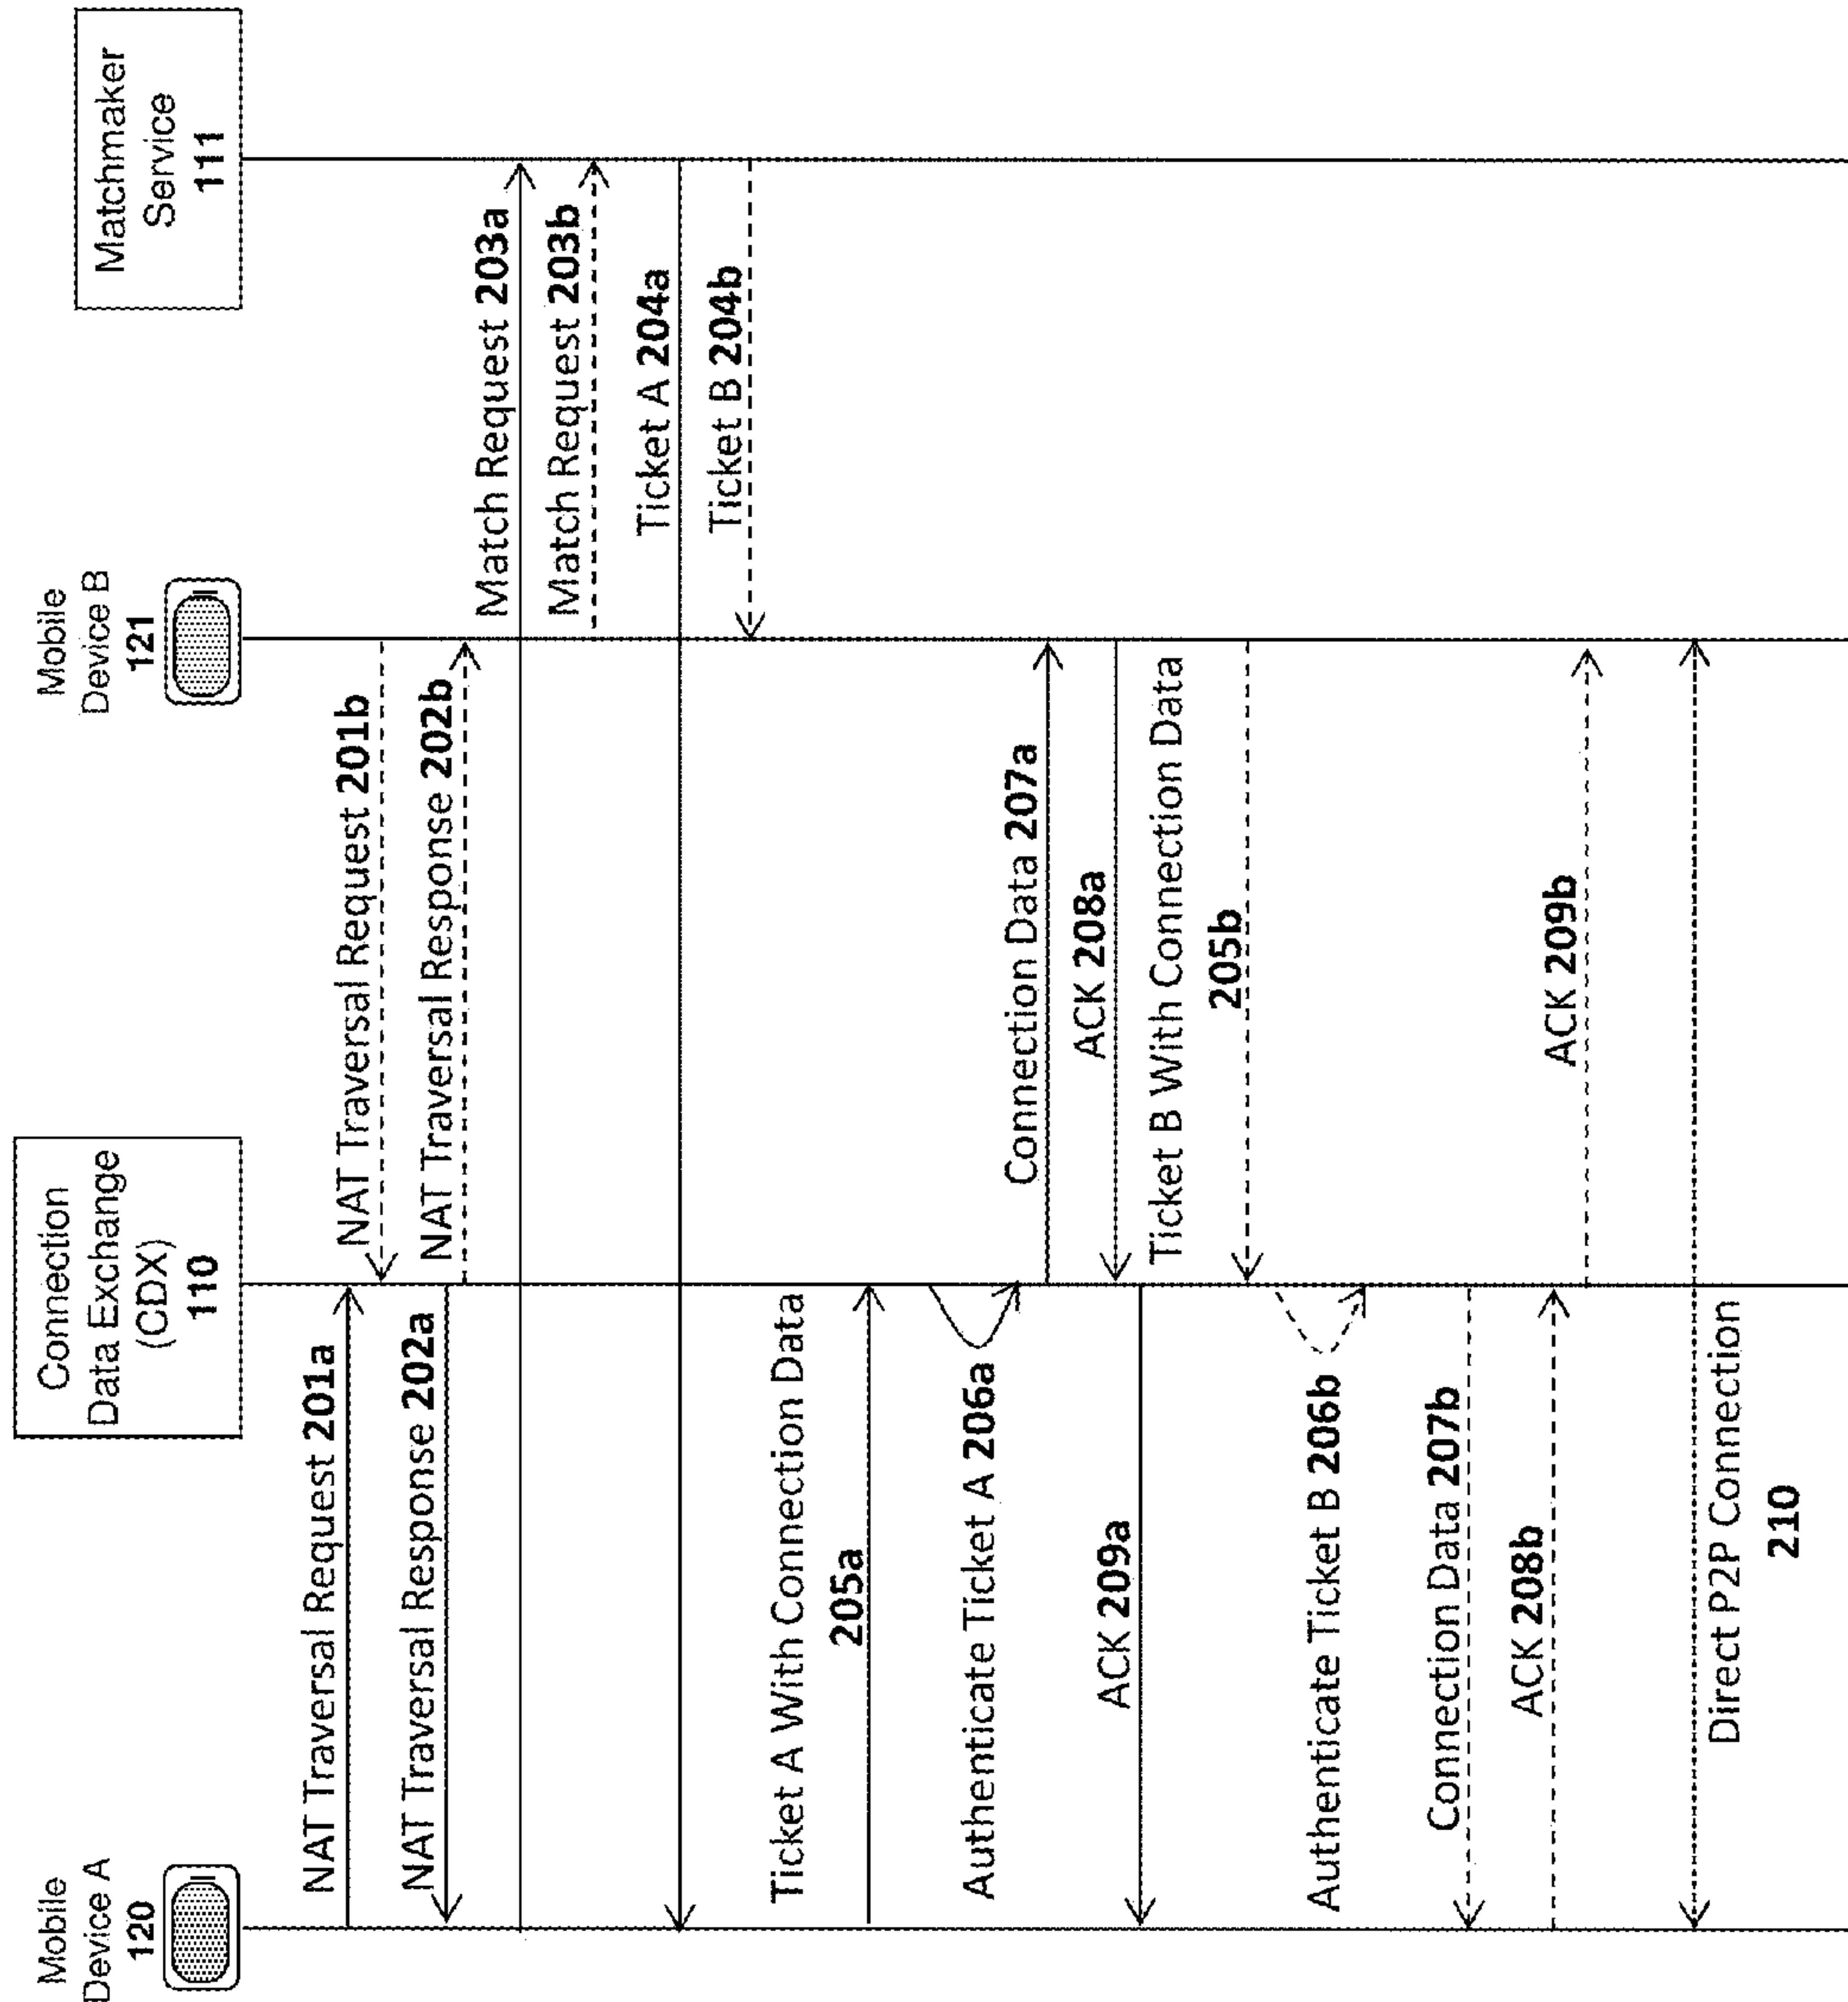 Mobile
Device A
120
Connection
Data Exchange
(CDX)
110
Mobile
Device B
121
Matchmaker
Service
111
NAT Traversal Request 201a
NAT Traversal Request 201b
NAT Traversal Response 202a
NAT Traversal Response 202b
Match Request 203a
Match Request 203b
Ticket A 204a
Ticket B 204b
Ticket A With Connection Data
205a
Authenticate Ticket A 206a
Connection Data 207a
ACK 208a
ACK 209a
Ticket B With Connection Data
205b
Authenticate Ticket B 206b
Connection Data 207b
ACK 208b
ACK 209b
Direct P2P Connection
210